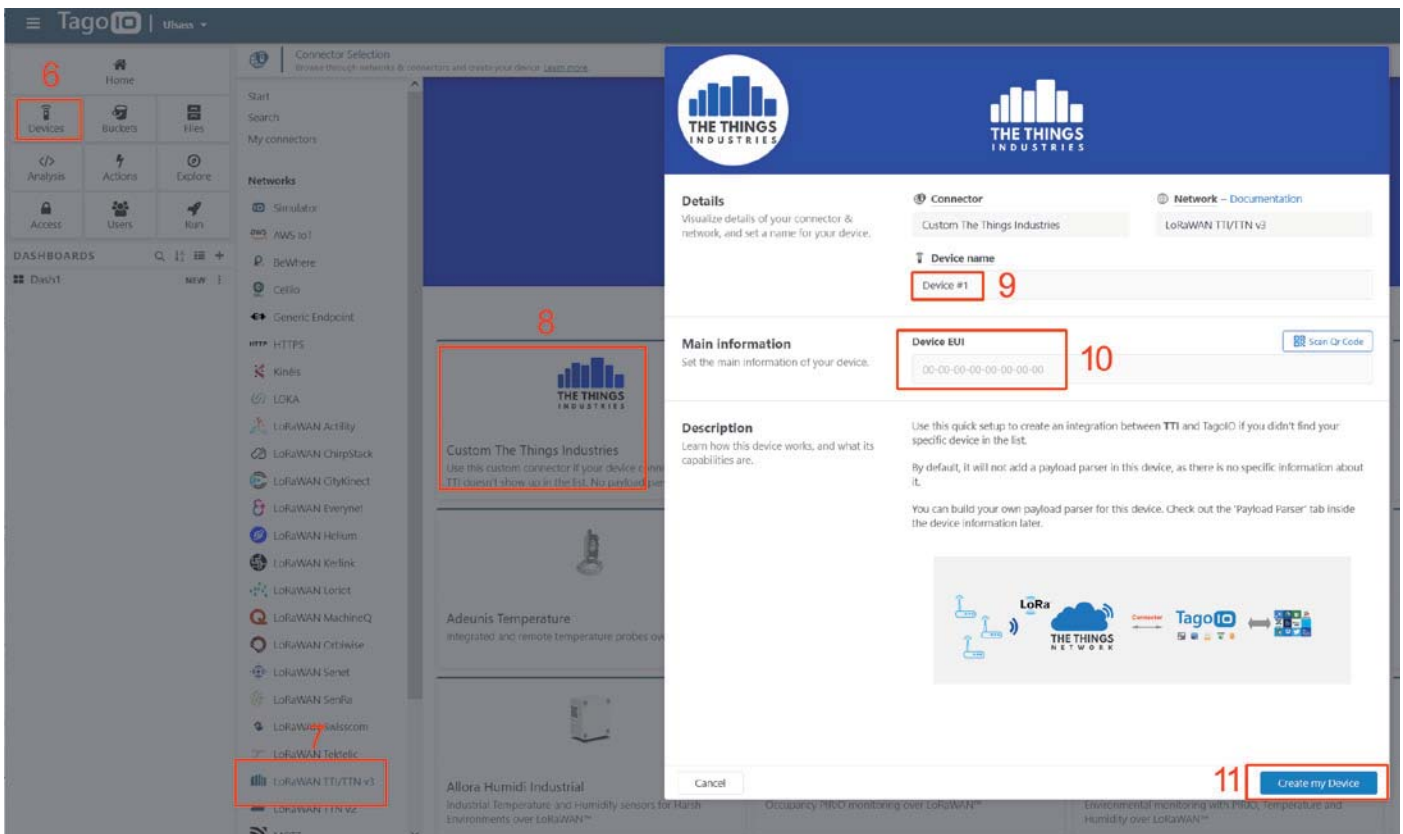 Tago IO | Ulsass
6
Home
Devices
Buckets
Files
Analysis
Actions
Explore
Access
Users
Run
DASHBOARDS
Dash1
NEW
Connector Selection
Browse through networks & connectors and create your device. Learn more.
Start
Search
My connectors
Networks
Simulator
AWS IoT
BeWhere
Cellio
Generic Endpoint
HTTP HTTPS
Kinéis
LOKA
LoRaWAN Actility
LoRaWAN ChirpStack
LoRaWAN CityKinect
LoRaWAN Everynet
LoRaWAN Helium
LoRaWAN Kerlink
LoRaWAN Loriot
LoRaWAN MachineQ
LoRaWAN Orbiwise
LoRaWAN Senet
LoRaWAN SenRa
LoRaWAN Swisscom
7
LoRaWAN Tektelic
LoRaWAN TTI/TTN v3
LoRaWAN TTN v2
8
THE THINGS
INDUSTRIES
Custom The Things Industries
Use this custom connector if your device
TTI doesn't show up in the list. No payload
Adeunis Temperature
Integrated and remote temperature probes
Allora Humidi Industrial
Industrial Temperature and Humidity sensors for Harsh
Environments over LoRaWAN™
Occupancy PIR/O monitoring over LoRaWAN™
Environmental monitoring with PIR/O, Temperature and
Humidity over LoRaWAN™
THE THINGS
INDUSTRIES
THE THINGS
INDUSTRIES
Details
Visualize details of your connector &
network, and set a name for your device.
Connector
Custom The Things Industries
Network – Documentation
LoRaWAN TTI/TTN v3
Device name
Device #1
9
Main information
Set the main information of your device.
Device EUI
00-00-00-00-00-00-00-00
10
Scan Qr Code
Description
Learn how this device works, and what its
capabilities are.
Use this quick setup to create an integration between TTI and TagoIO if you didn't find your
specific device in the list.
By default, it will not add a payload parser in this device, as there is no specific information about
it.
You can build your own payload parser for this device. Check out the 'Payload Parser' tab inside
the device information later.
LoRa
THE THINGS
NETWORK
Connector
Tago IO
Cancel
11
Create my Device